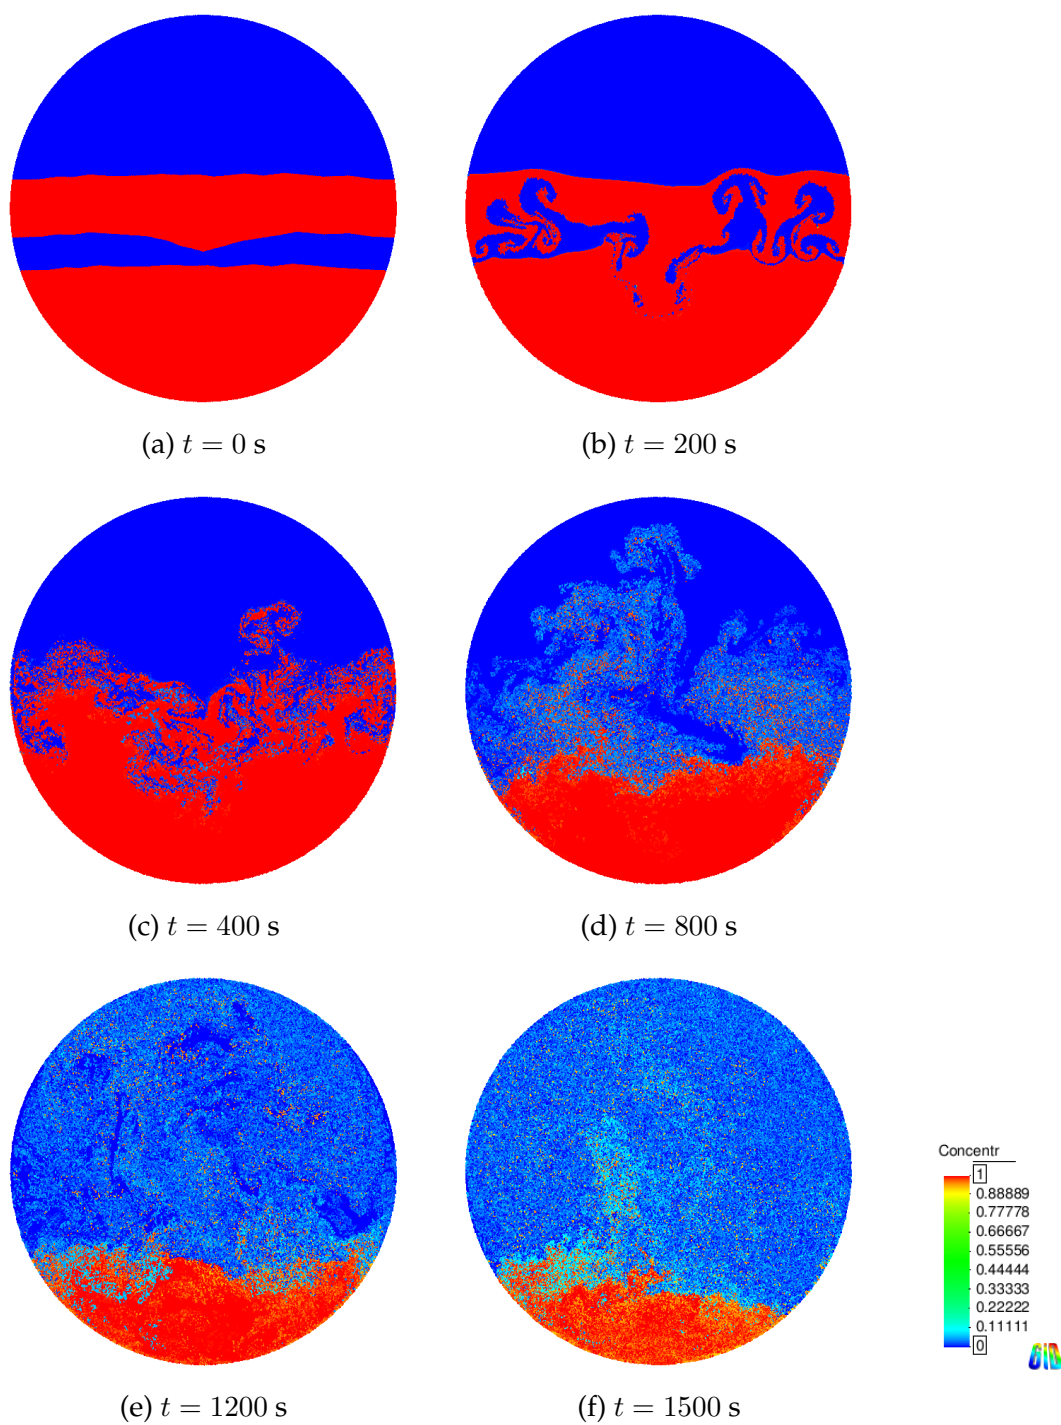 (a) t = 0 s
(b) t = 200 s
(c) t = 400 s
(d) t = 800 s
(e) t = 1200 s
(f) t = 1500 s
Concentr
1
0.88889
0.77778
0.66667
0.55556
0.44444
0.33333
0.22222
0.11111
0
GiD